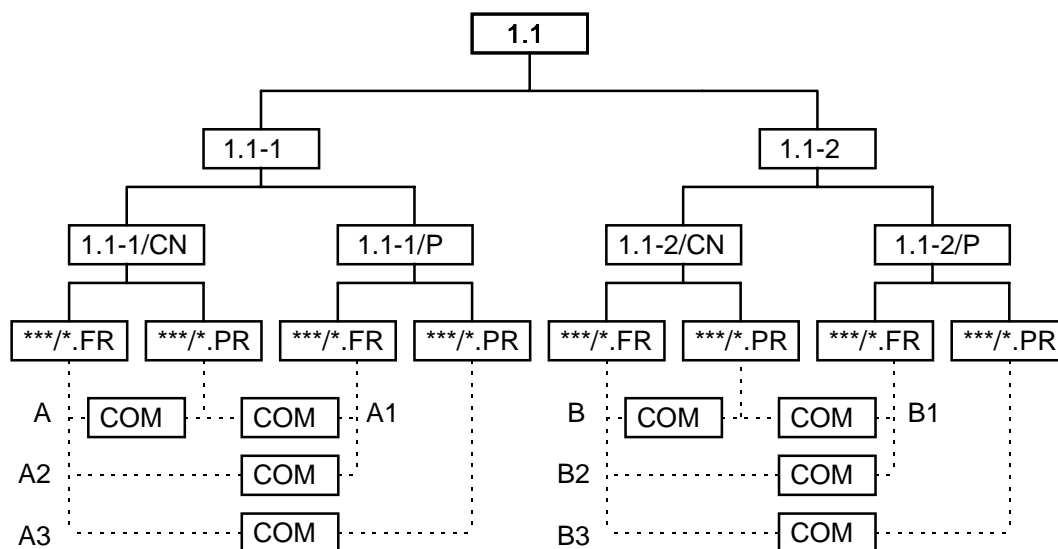 1.1
1.1-1 1.1-2
1.1-1/CN 1.1-1/P 1.1-2/CN 1.1-2/P
***/*.FR ***/*.PR ***/*.FR ***/*.PR ***/*.FR ***/*.PR ***/*.FR ***/*.PR
A COM COM A1 B COM COM B1
A2 COM B2 COM
A3 COM B3 COM